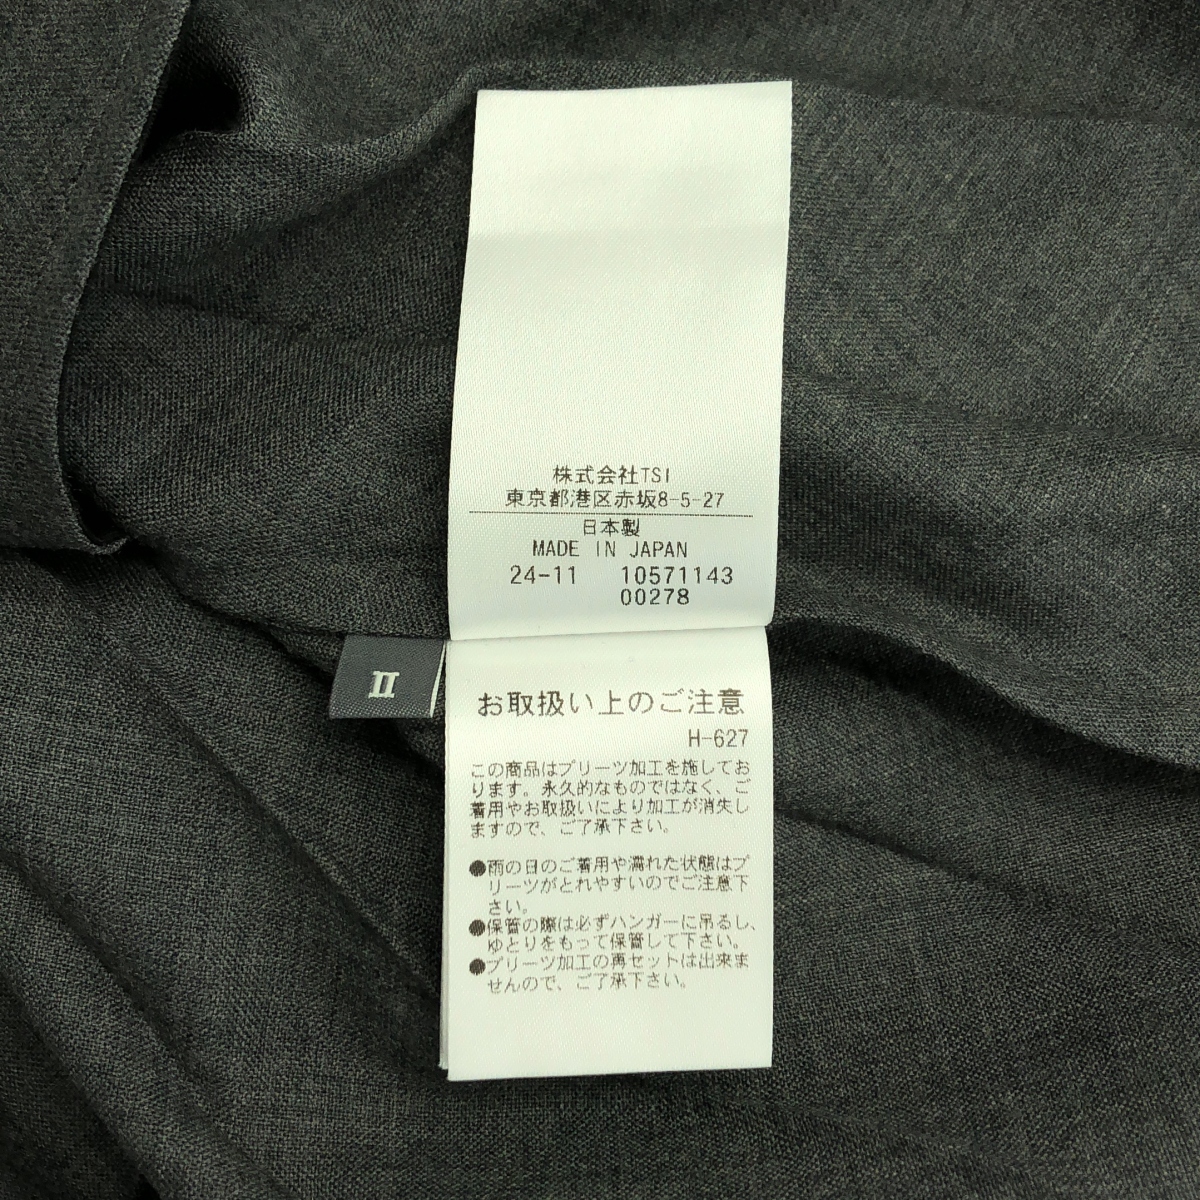 株式会社TSI
東京都港区赤坂8-5-27
日本製
MADE IN JAPAN
24-11 10571143
00278
II
お取扱い上のご注意
H-627
この商品はプリーツ加工を施してお
ります。永久的なものではなく、ご
着用やお取扱いにより加工が消失し
ますので、ご了承下さい。
●雨の日のご着用や濡れた状態はプ
リーツがとれやすいのでご注意下
さい。
●保管の際は必ずハンガーに吊るし、
ゆとりをもって保管して下さい。
●プリーツ加工の再セットは出来ま
せんので、ご了承下さい。